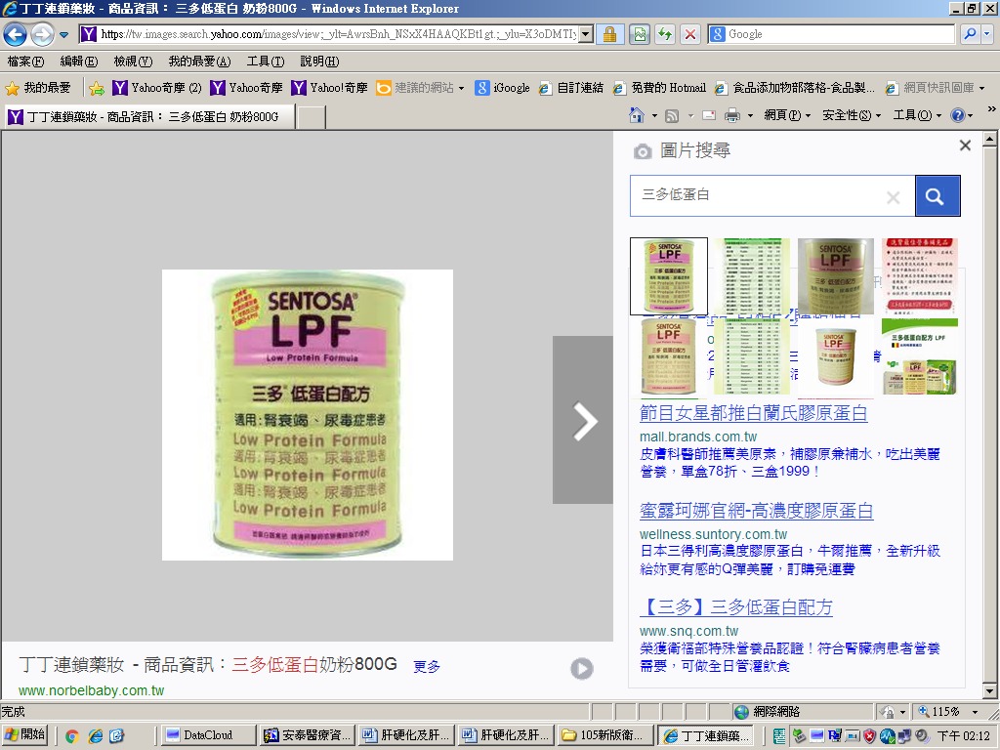 丁丁連鎖藥妝 - 商品資訊： 三多低蛋白 奶粉800G - Windows Internet Explorer
Google
檔案(F) 編輯(E) 檢視(V) 我的最愛(A) 工具(T) 說明(H)
我的最愛 Yahoo奇摩 (2) Yahoo奇摩 Yahoo!奇摩 建議的網站 iGoogle 自訂連結 免費的 Hotmail 食品添加物部落格-食品製... 網頁快訊圖庫
丁丁連鎖藥妝 - 商品資訊： 三多低蛋白 奶粉800G
網頁(P) 安全性(S) 工具(O)
圖片搜尋
三多低蛋白
SENTOSA®
LPF
Low Protein Formula
三多® 低蛋白配方
適用：腎衰竭、尿毒症患者
Low Protein Formula
適用：腎衰竭、尿毒症患者
Low Protein Formula
適用：腎衰竭、尿毒症患者
Low Protein Formula
三多低蛋白配方 LPF
節目女星都推白蘭氏膠原蛋白
mall.brands.com.tw
皮膚科醫師推薦美原素，補膠原兼補水，吃出美麗
營養，單盒78折、三盒1999！
蜜露珂娜官網-高濃度膠原蛋白
wellness.suntory.com.tw
日本三得利高濃度膠原蛋白，牛爾推薦，全新升級
給妳更有感的Q彈美麗，訂購免運費
【三多】三多低蛋白配方
www.snq.com.tw
榮獲衛福部特殊營養品認證！符合腎臟病患者營養
需要，可做全日管灌飲食
丁丁連鎖藥妝 - 商品資訊：三多低蛋白奶粉800G 更多
www.norbelbaby.com.tw
完成 網際網路 115%
開始 DataCloud 安泰醫療資... 肝硬化及肝... 肝硬化及肝... 105新版衛... 丁丁連鎖藥... 下午 02:12